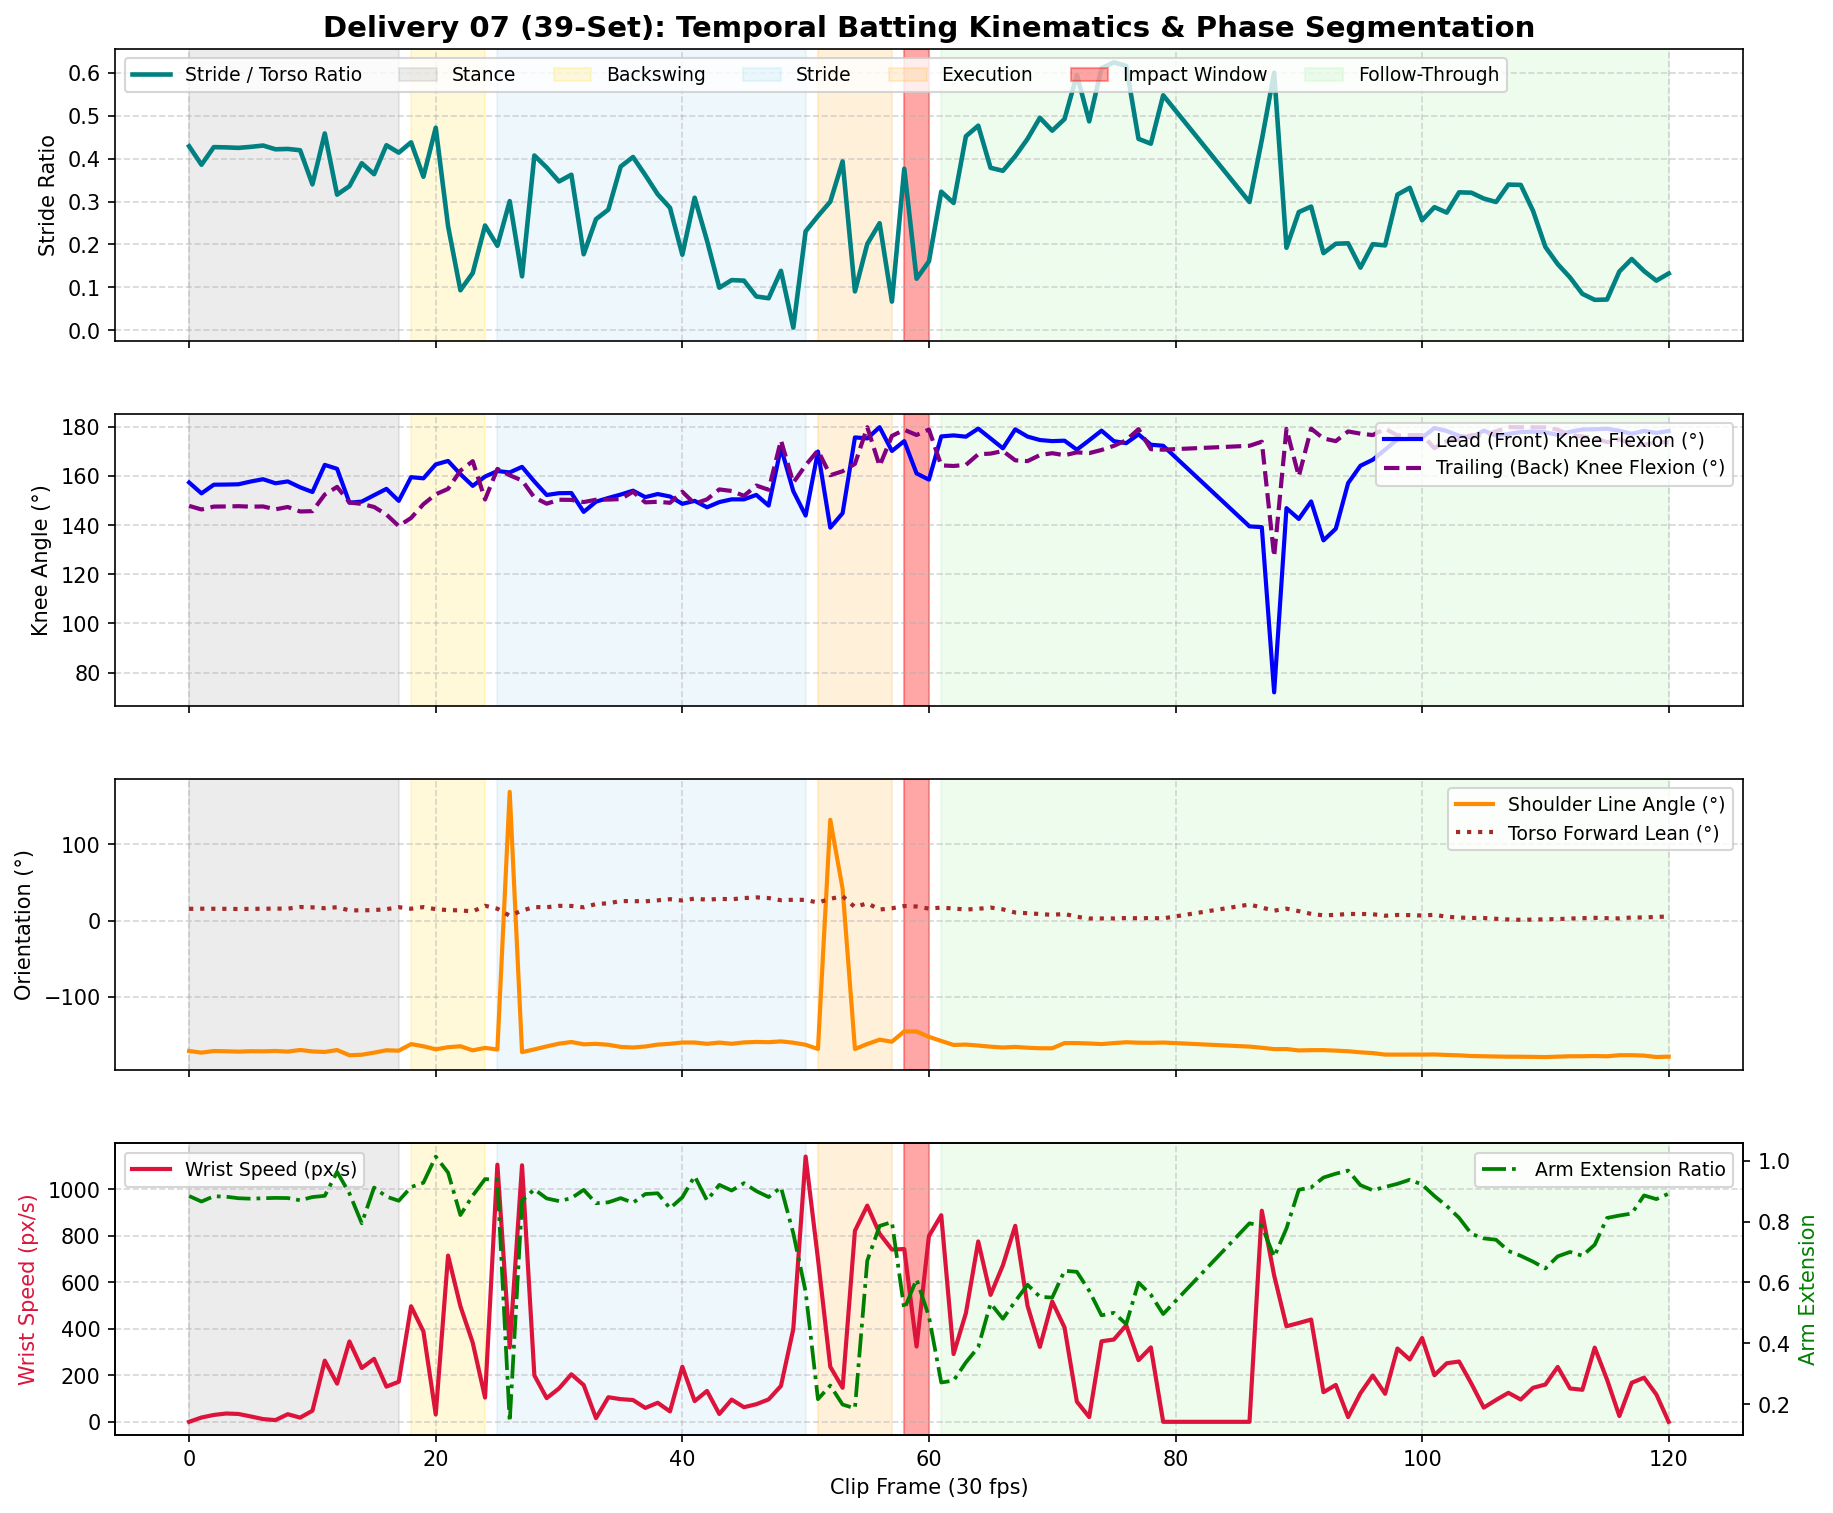 Delivery 07 (39-Set): Temporal Batting Kinematics & Phase Segmentation
Stride / Torso Ratio Stance Backswing Stride Execution Impact Window Follow-Through
Stride Ratio
0.6
0.5
0.4
0.3
0.2
0.1
0.0
Lead (Front) Knee Flexion (°)
Trailing (Back) Knee Flexion (°)
Knee Angle (°)
180
160
140
120
100
80
Shoulder Line Angle (°)
Torso Forward Lean (°)
Orientation (°)
100
0
−100
Wrist Speed (px/s)
Arm Extension Ratio
Wrist Speed (px/s)
1000
800
600
400
200
0
Arm Extension
1.0
0.8
0.6
0.4
0.2
0 20 40 60 80 100 120
Clip Frame (30 fps)